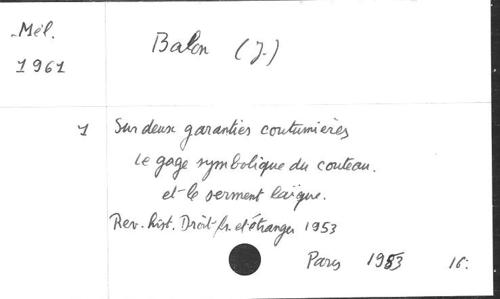 Mél.
1961
Balon (J.)
1 Sur deux garanties coutumières
Le gage symbolique du couteau.
et le serment laïque.
Rev. hist. Droit fr. et étranger 1953
Paris 1953 16: